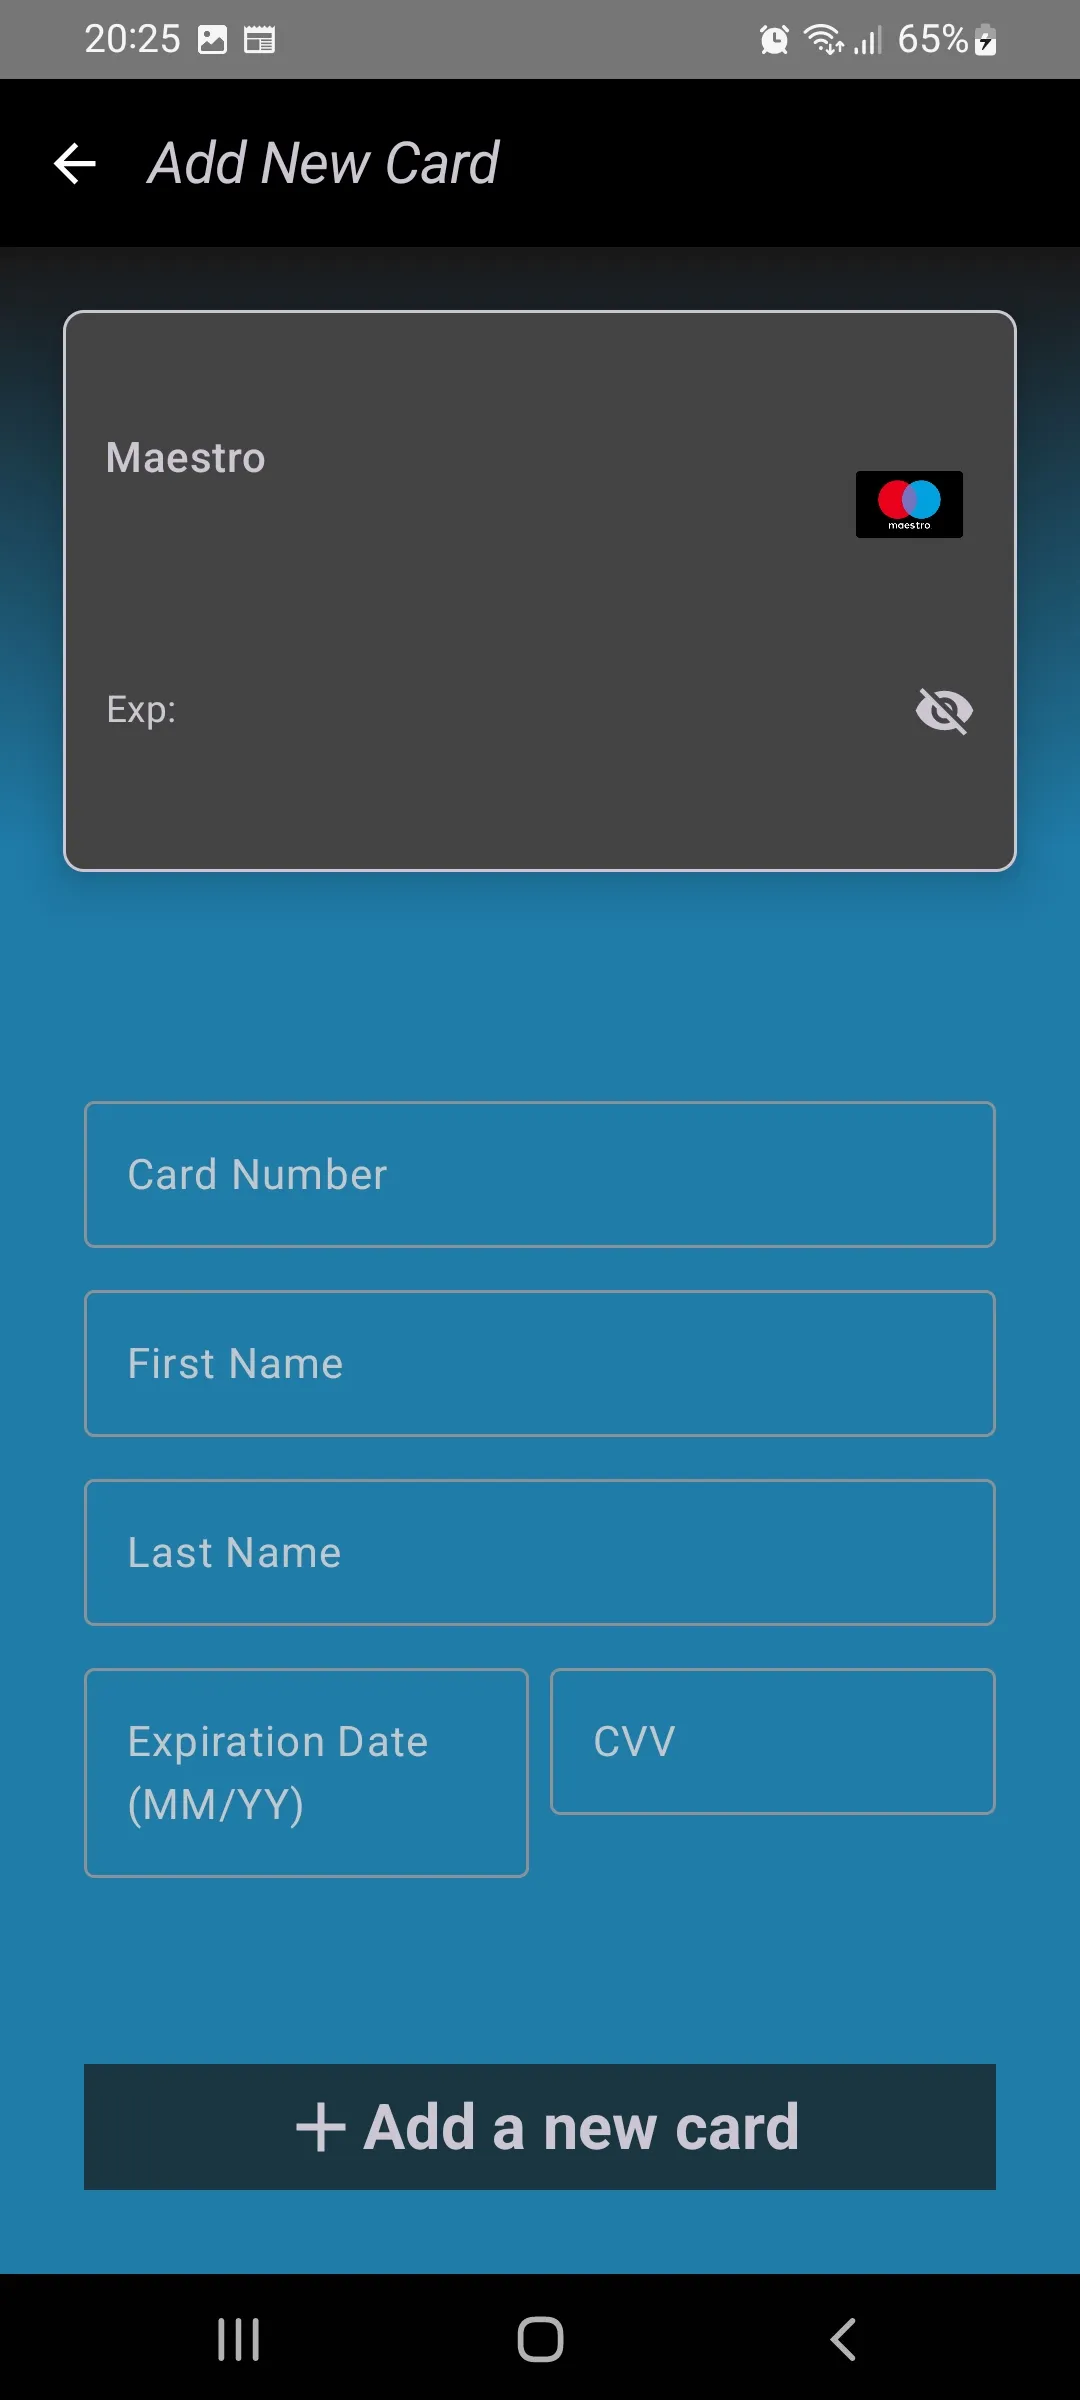 20:25
65%
Add New Card
Maestro
maestro
Exp:
Card Number
First Name
Last Name
Expiration Date
(MM/YY)
CVV
Add a new card